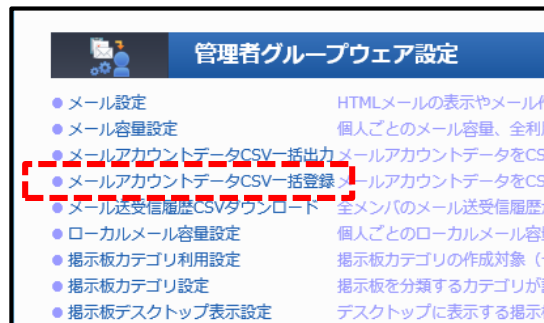 管理者グループウェア設定
メール設定 HTMLメールの表示やメール
メール容量設定 個人ごとのメール容量、全利
メールアカウントデータCSV一括出力 メールアカウントデータをCS
メールアカウントデータCSV一括登録 メールアカウントデータをCS
メール送受信履歴CSVダウンロード 全メンバのメール送受信履歴
ローカルメール容量設定 個人ごとのローカルメール容
掲示板カテゴリ利用設定 掲示板カテゴリの作成対象（
掲示板カテゴリ設定 掲示板を分類するカテゴリが
掲示板デスクトップ表示設定 デスクトップに表示する掲示